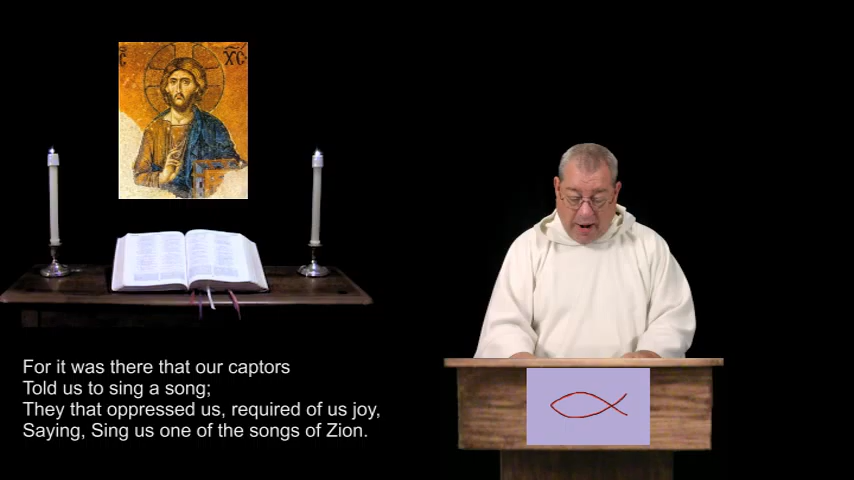 XC
For it was there that our captors
Told us to sing a song;
They that oppressed us, required of us joy,
Saying, Sing us one of the songs of Zion.